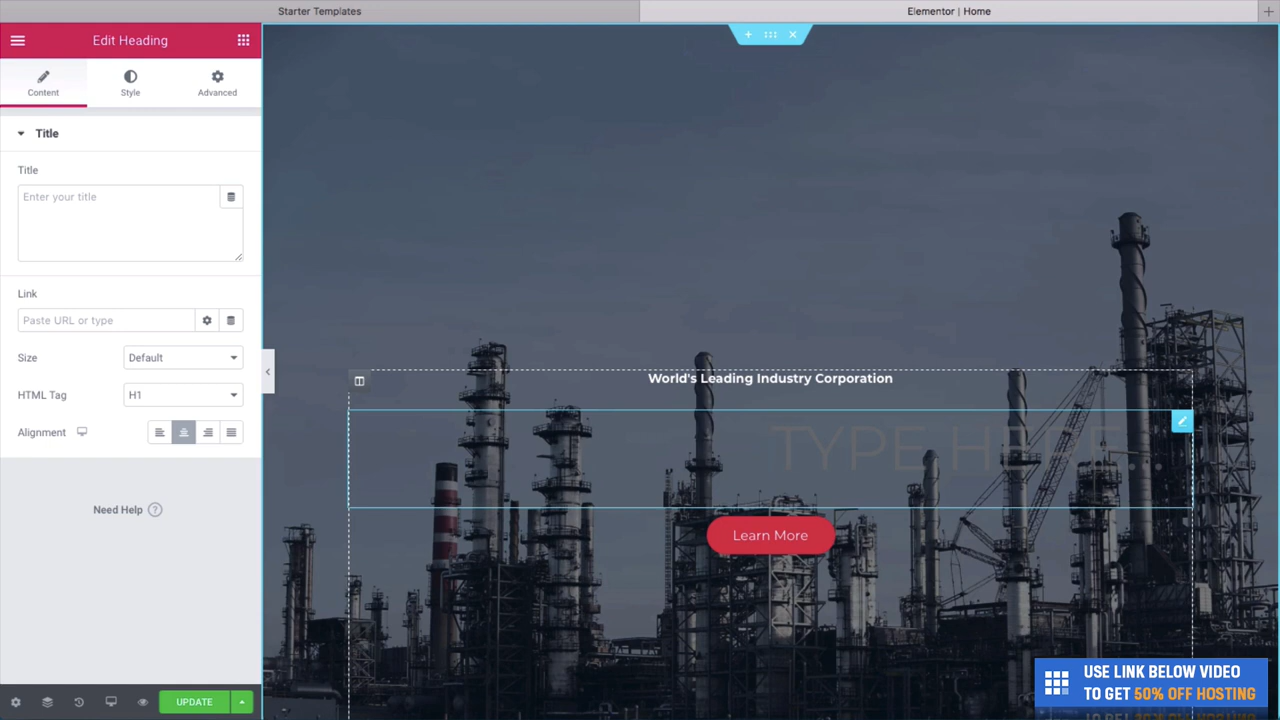 Starter Templates
Elementor | Home
Edit Heading
Content
Style
Advanced
Title
Title
Enter your title
Link
Paste URL or type
Size
Default
HTML Tag
H1
Alignment
Need Help
UPDATE
World's Leading Industry Corporation
TYPE HERE...
Learn More
USE LINK BELOW VIDEO
TO GET 50% OFF HOSTING